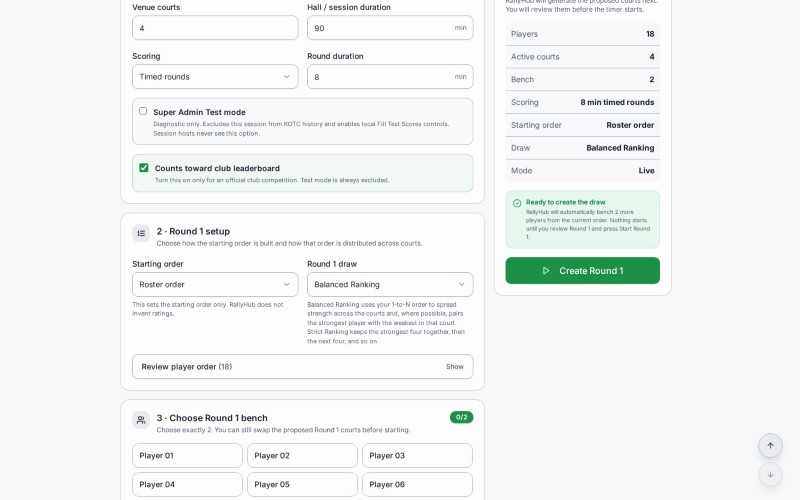 Venue courts
4
Hall / session duration
90 min
Scoring
Timed rounds
Round duration
8 min
Super Admin Test mode
Diagnostic only. Excludes this session from KOTC history and enables local Fill Test Scores controls.
Session hosts never see this option.
Counts toward club leaderboard
Turn this on only for an official club competition. Test mode is always excluded.
2 · Round 1 setup
Choose how the starting order is built and how that order is distributed across courts.
Starting order
Roster order
This sets the starting order only. RallyHub does not
invent ratings.
Round 1 draw
Balanced Ranking
Balanced Ranking uses your 1-to-N order to spread
strength across the courts and, where possible, pairs
the strongest player with the weakest in that court.
Strict Ranking keeps the strongest four together, then
the next four, and so on.
Review player order (18) Show
3 · Choose Round 1 bench 0/2
Choose exactly 2. You can still swap the proposed Round 1 courts before starting.
Player 01
Player 02
Player 03
Player 04
Player 05
Player 06
RallyHub will generate the proposed courts next.
You will review them before the timer starts.
Players 18
Active courts 4
Bench 2
Scoring 8 min timed rounds
Starting order Roster order
Draw Balanced Ranking
Mode Live
Ready to create the draw
RallyHub will automatically bench 2 more
players from the current order. Nothing starts
until you review Round 1 and press Start Round
1.
Create Round 1